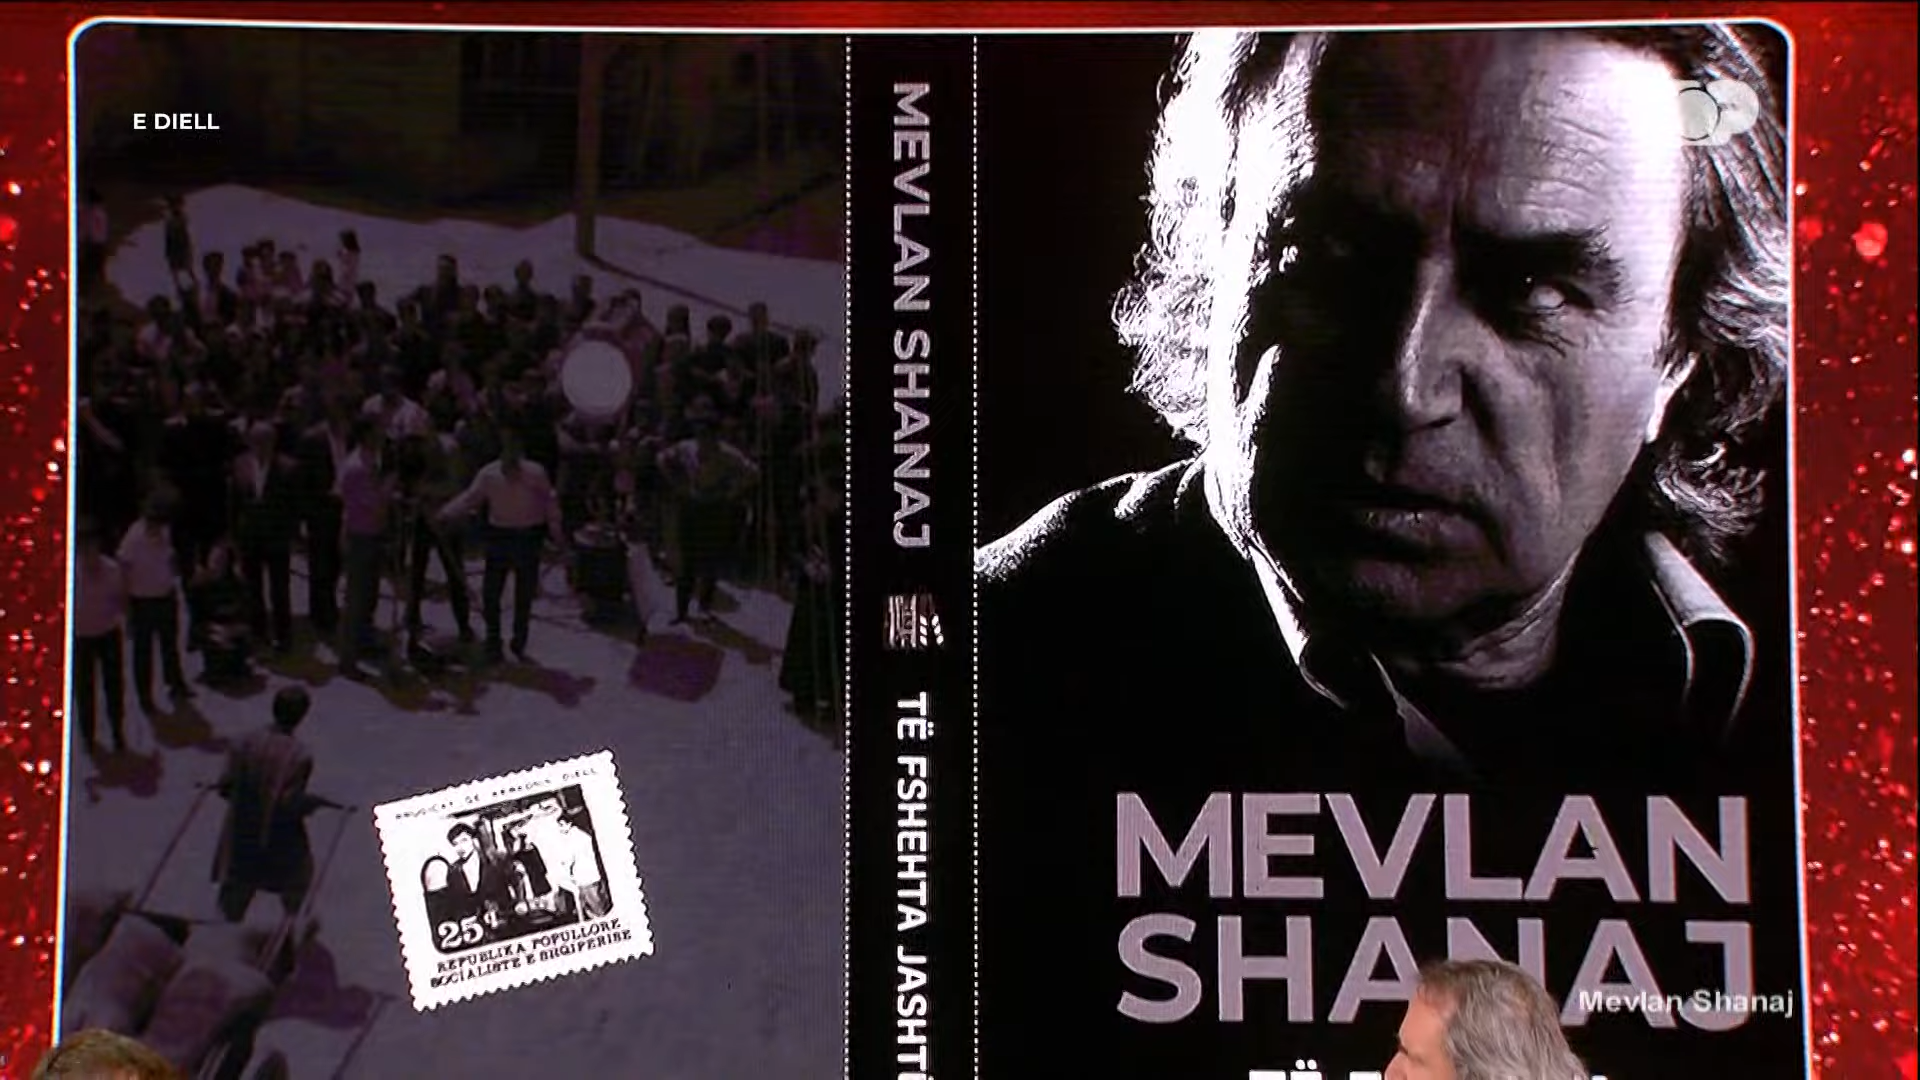 E DIELL
MEVLAN SHANAJ
TË FSHEHTA JASHTË
25q
REPUBLIKA POPULLORE
SOCIALISTE E SHQIPERISE
MEVLAN
SHANAJ
Mevlan Shanaj